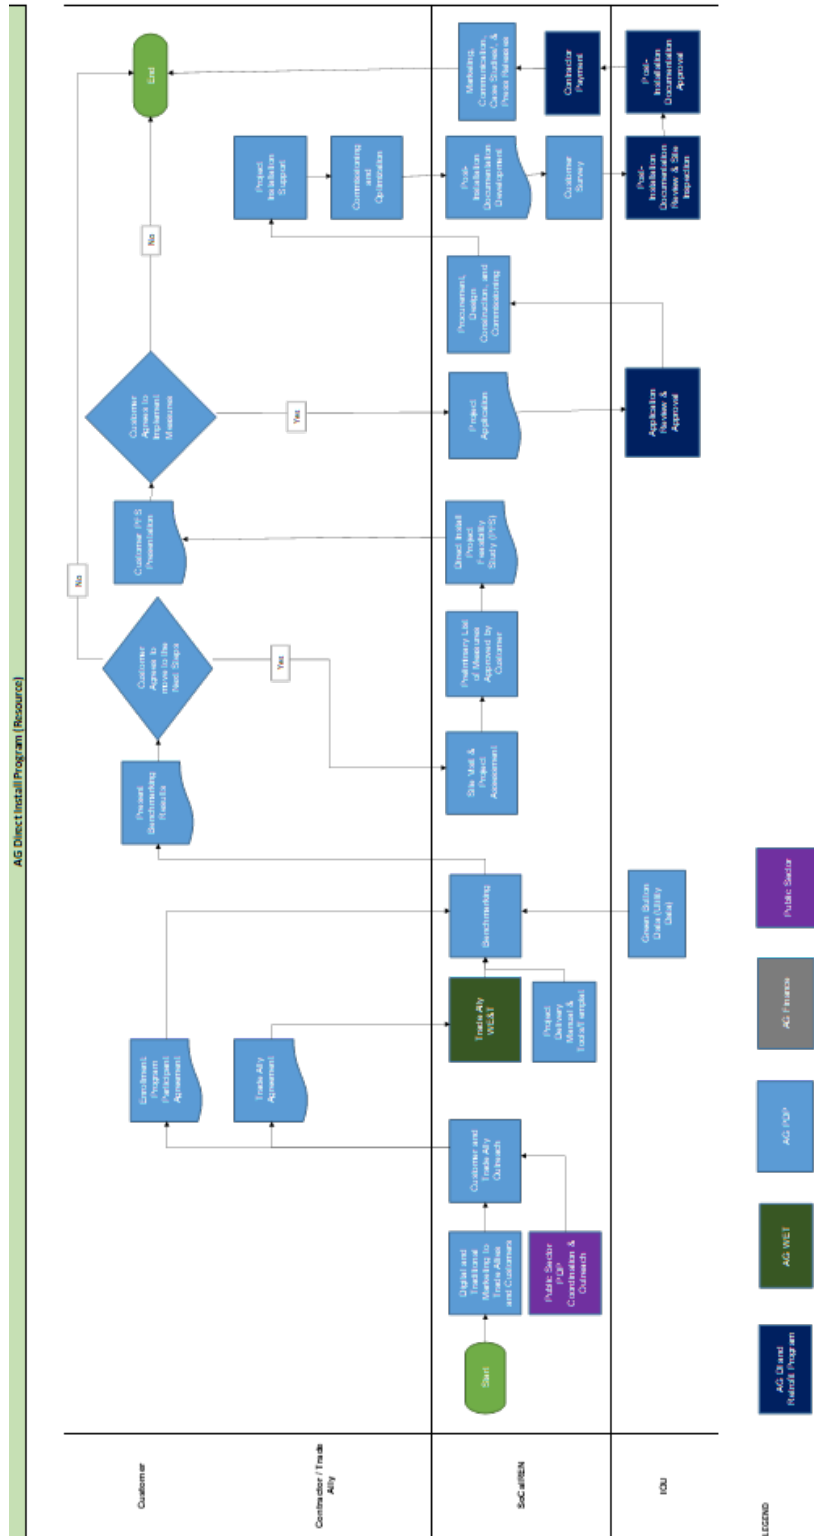 AG Direct Install Program (Resource)
Customer
Contractor / Trade
Ally
SoCalREN
IOU
Start
Digital and
Traditional
Marketing to
Trade Allies
and Customers
Public Sector
PDP
Coordination &
Outreach
Customer and
Trade Ally
Outreach
Enrollment,
Program
Participant
Agreement
Trade Ally
Agreement
Trade Ally
WE&T
Project
Delivery
Manual &
Tools/Templat
Benchmarking
Green Button
Data (Utility
Data)
Present
Benchmarking
Results
Customer
Agrees to
move to the
Next Steps
No
Yes
Site Visit &
Project
Assessment
Preliminary List
of Measures
Approved by
Customer
Direct Install
Project
Feasibility
Study (PFS)
Customer PFS
Presentation
Customer
Agrees to
Implement
Measures
No
Yes
Project
Application
Application
Review &
Approval
Procurement,
Design
Construction, and
Commissioning
Project
Installation
Support
Commissioning
and
Optimization
Post-
Installation
Documentation
Development
Customer
Survey
Post-
Installation
Documentation
Review & Site
Inspection
Post-
Installation
Documentation
Approval
Contractor
Payment
Marketing,
Communication,
Case Studies', &
Press Releases
End
LEGEND
AG DI and
Retrofit Program
AG WET
AG PDP
AG Finance
Public Sector